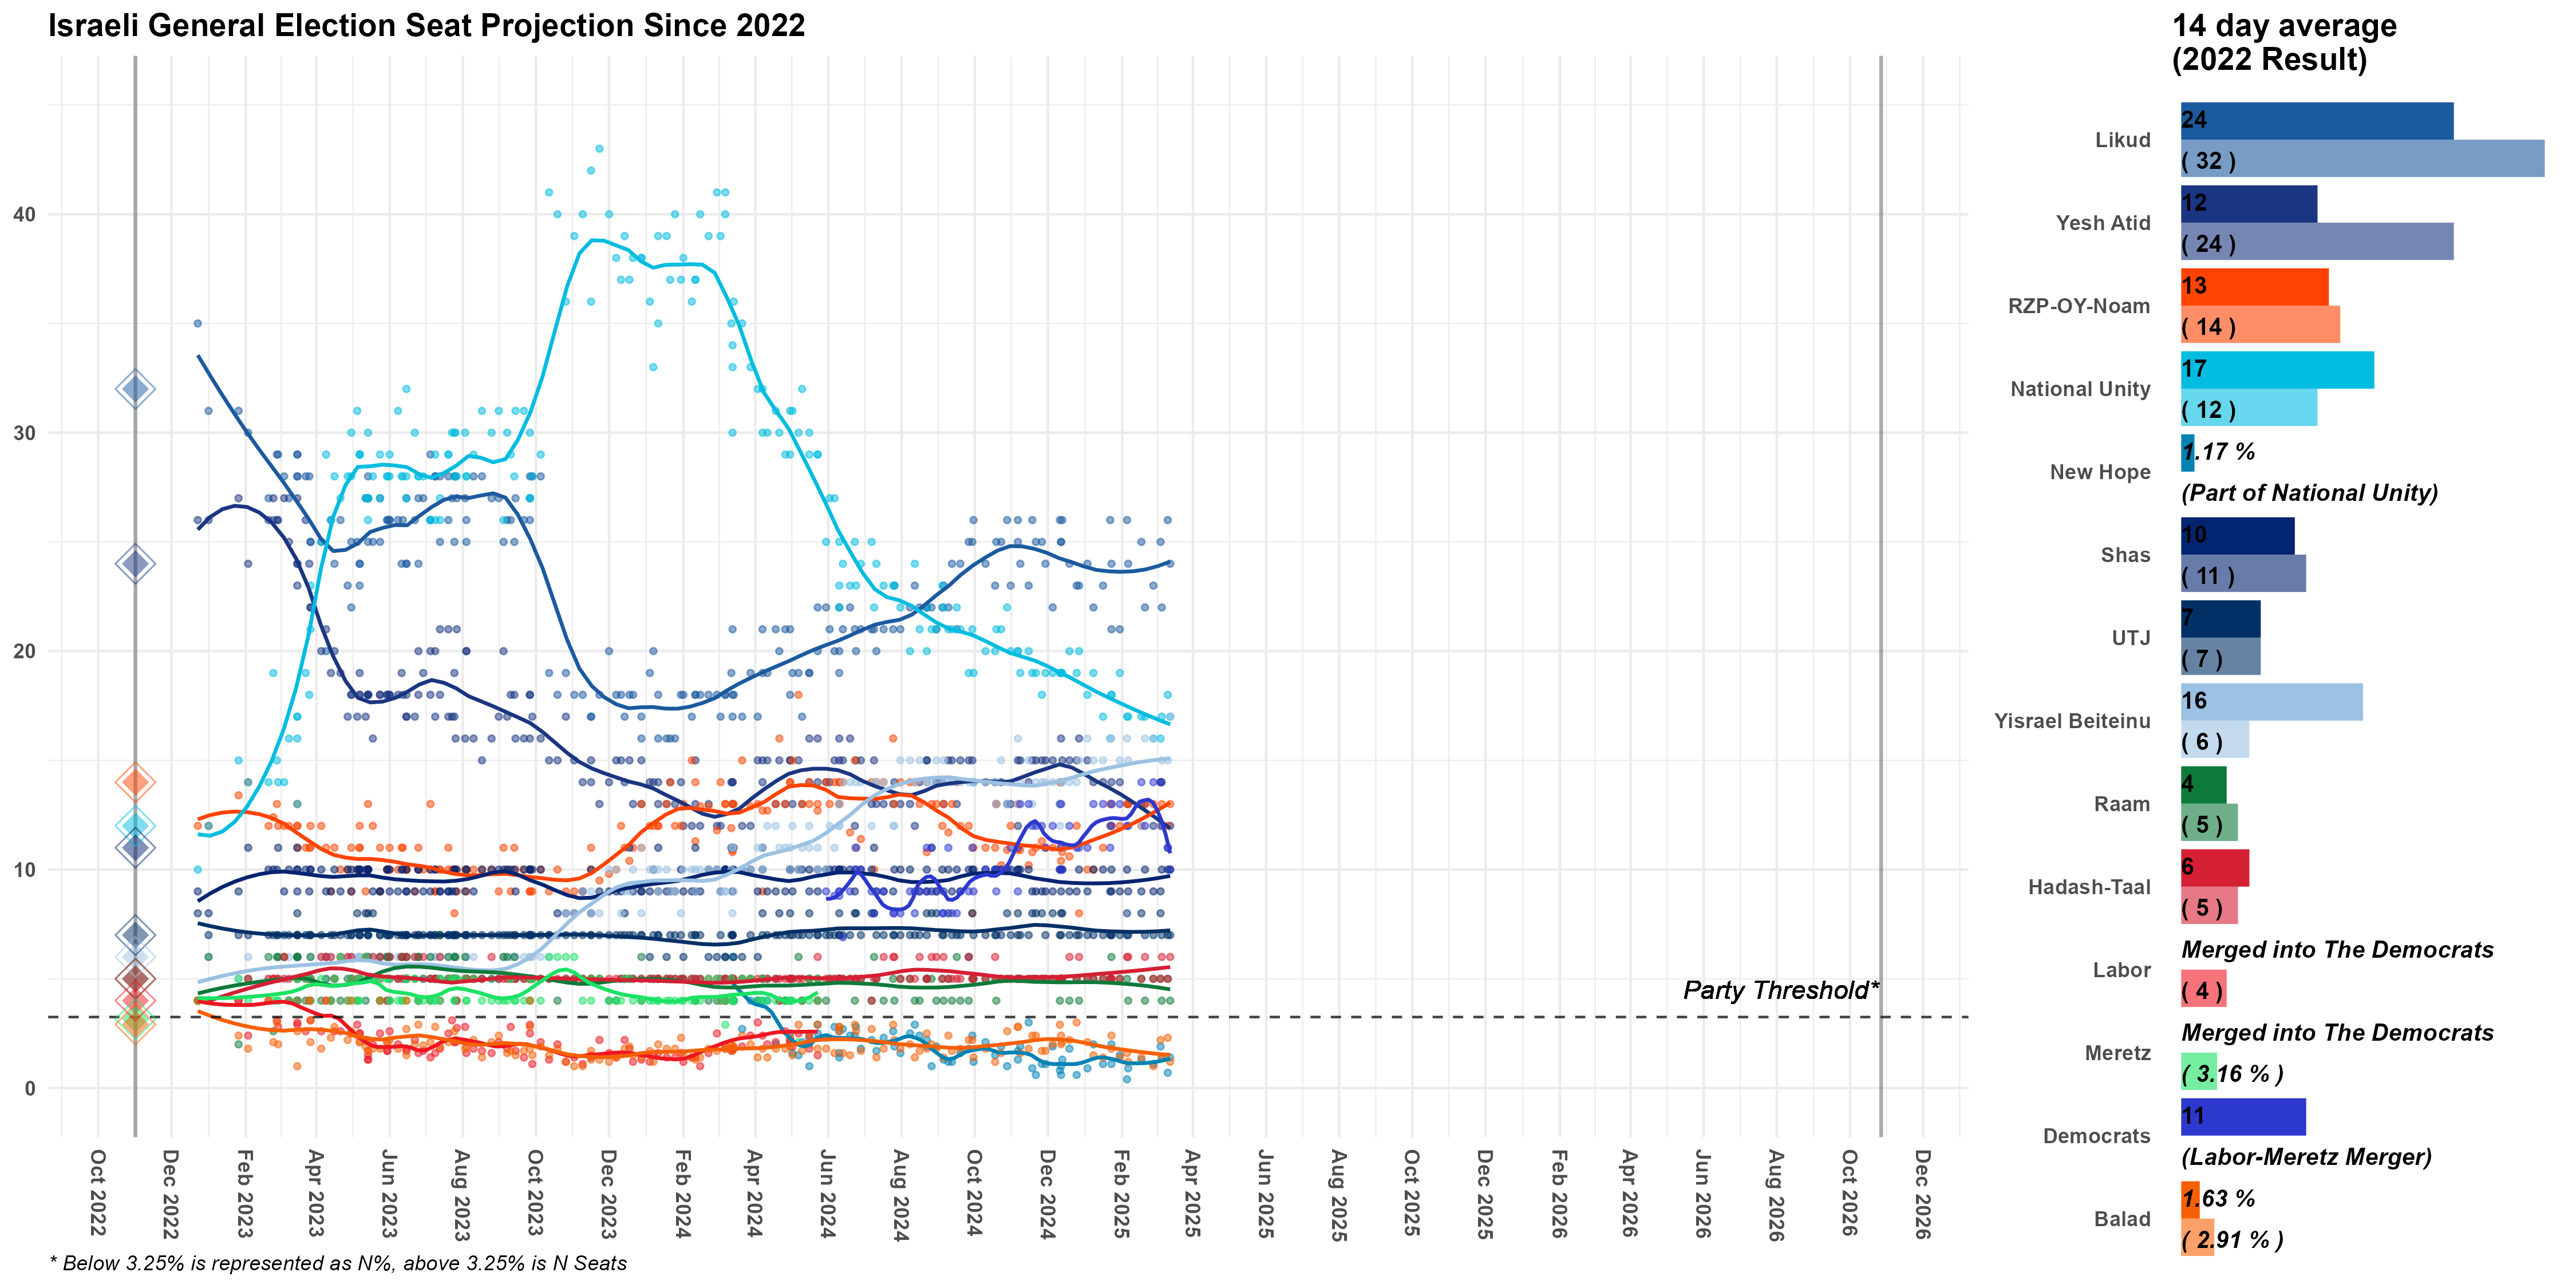 Israeli General Election Seat Projection Since 2022
40
30
20
10
0
Party Threshold*
Oct 2022
Dec 2022
Feb 2023
Apr 2023
Jun 2023
Aug 2023
Oct 2023
Dec 2023
Feb 2024
Apr 2024
Jun 2024
Aug 2024
Oct 2024
Dec 2024
Feb 2025
Apr 2025
Jun 2025
Aug 2025
Oct 2025
Dec 2025
Feb 2026
Apr 2026
Jun 2026
Aug 2026
Oct 2026
Dec 2026
* Below 3.25% is represented as N%, above 3.25% is N Seats
14 day average
(2022 Result)
Likud
24
( 32 )
Yesh Atid
12
( 24 )
RZP-OY-Noam
13
( 14 )
National Unity
17
( 12 )
New Hope
1.17 %
(Part of National Unity)
Shas
10
( 11 )
UTJ
7
( 7 )
Yisrael Beiteinu
16
( 6 )
Raam
4
( 5 )
Hadash-Taal
6
( 5 )
Labor
Merged into The Democrats
( 4 )
Meretz
Merged into The Democrats
( 3.16 % )
Democrats
11
(Labor-Meretz Merger)
Balad
1.63 %
( 2.91 % )